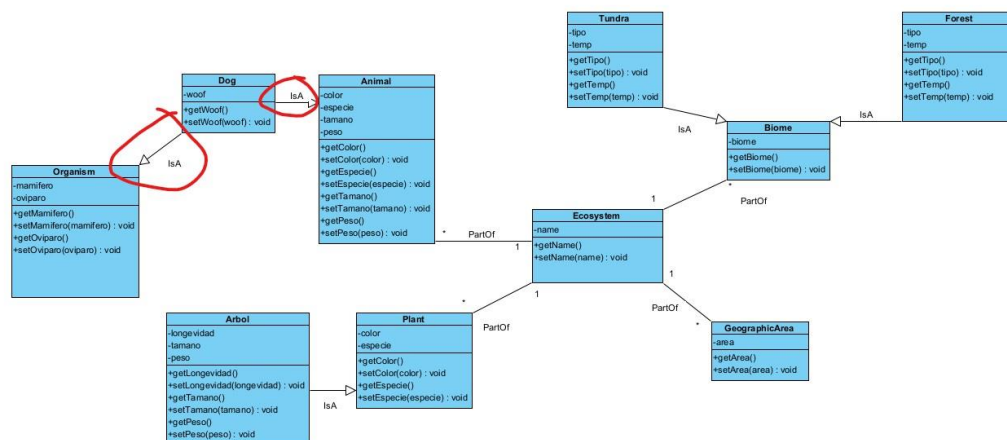 Tundra
-tipo
-temp
+getTipo()
+setTipo(tipo) : void
+getTemp()
+setTemp(temp) : void
Forest
-tipo
-temp
+getTipo()
+setTipo(tipo) : void
+getTemp()
+setTemp(temp) : void
Dog
-woof
+getWoof()
+setWoof(woof) : void
IsA
Animal
-color
-especie
-tamano
-peso
+getColor()
+setColor(color) : void
+getEspecie()
+setEspecie(especie) : void
+getTamano()
+setTamano(tamano) : void
+getPeso()
+setPeso(peso) : void
IsA
IsA
Biome
-biome
+getBiome()
+setBiome(biome) : void
IsA
Organism
-mamifero
-oviparo
+getMamifero()
+setMamifero(mamifero) : void
+getOviparo()
+setOviparo(oviparo) : void
* PartOf 1
Ecosystem
-name
+getName()
+setName(name) : void
1
*
PartOf
1
*
PartOf
1
PartOf
*
Arbol
-longevidad
-tamano
-peso
+getLongevidad()
+setLongevidad(longevidad) : void
+getTamano()
+setTamano(tamano) : void
+getPeso()
+setPeso(peso) : void
IsA
Plant
-color
-especie
+getColor()
+setColor(color) : void
+getEspecie()
+setEspecie(especie) : void
GeographicArea
-area
+getArea()
+setArea(area) : void